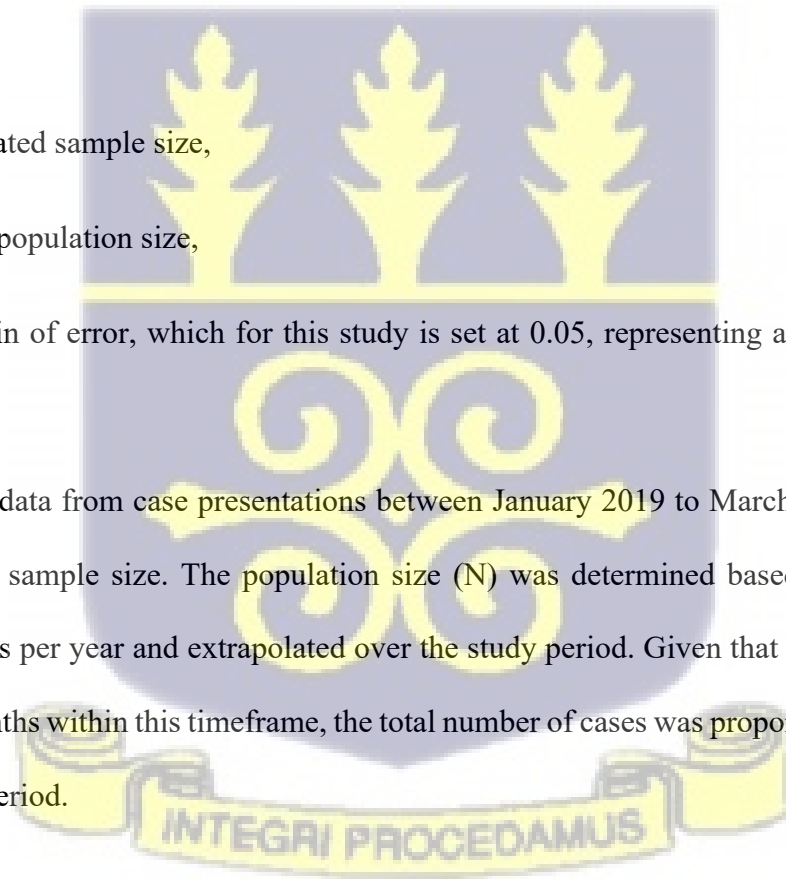 ated sample size,
population size,
in of error, which for this study is set at 0.05, representing a
data from case presentations between January 2019 to March
sample size. The population size (N) was determined base
s per year and extrapolated over the study period. Given that
ths within this timeframe, the total number of cases was propo
eriod.
INTEGRI PROCEDAMUS